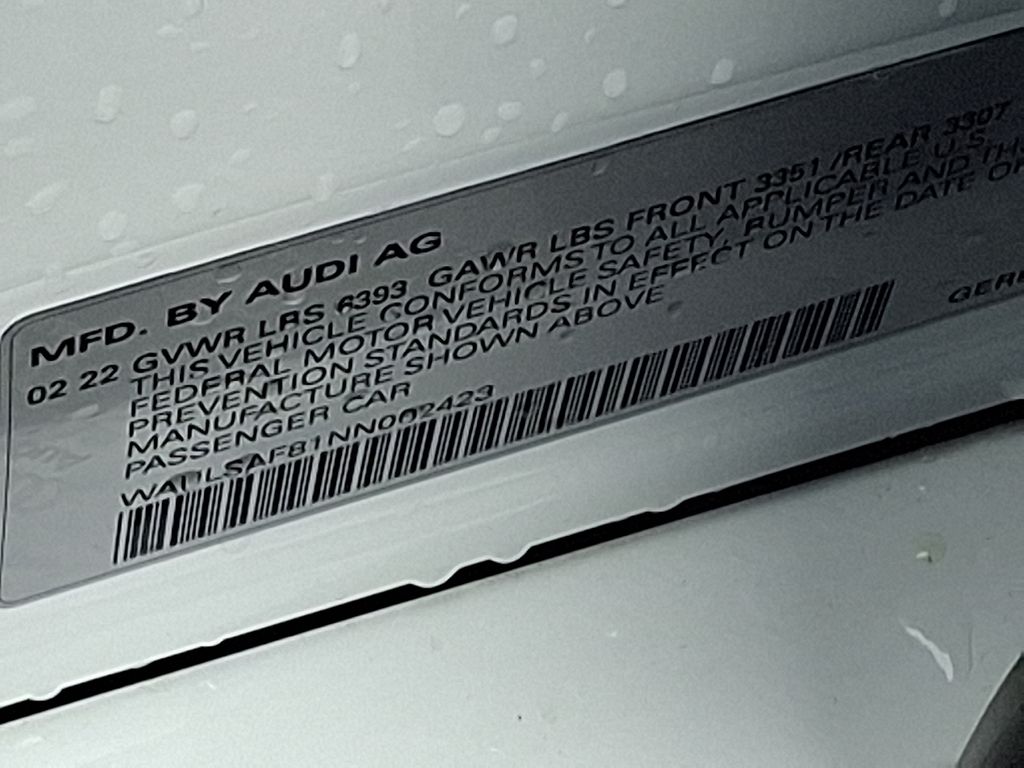 MFD. BY AUDI AG
02 22 GVWR LBS 6393 GAWR LBS FRONT 3351 /REAR 3307
THIS VEHICLE CONFORMS TO ALL APPLICABLE U.S.
FEDERAL MOTOR VEHICLE SAFETY, BUMPER AND
PREVENTION STANDARDS IN EFFECT ON THE DATE OF
MANUFACTURE SHOWN ABOVE
PASSENGER CAR
WAULSAF81NN002423